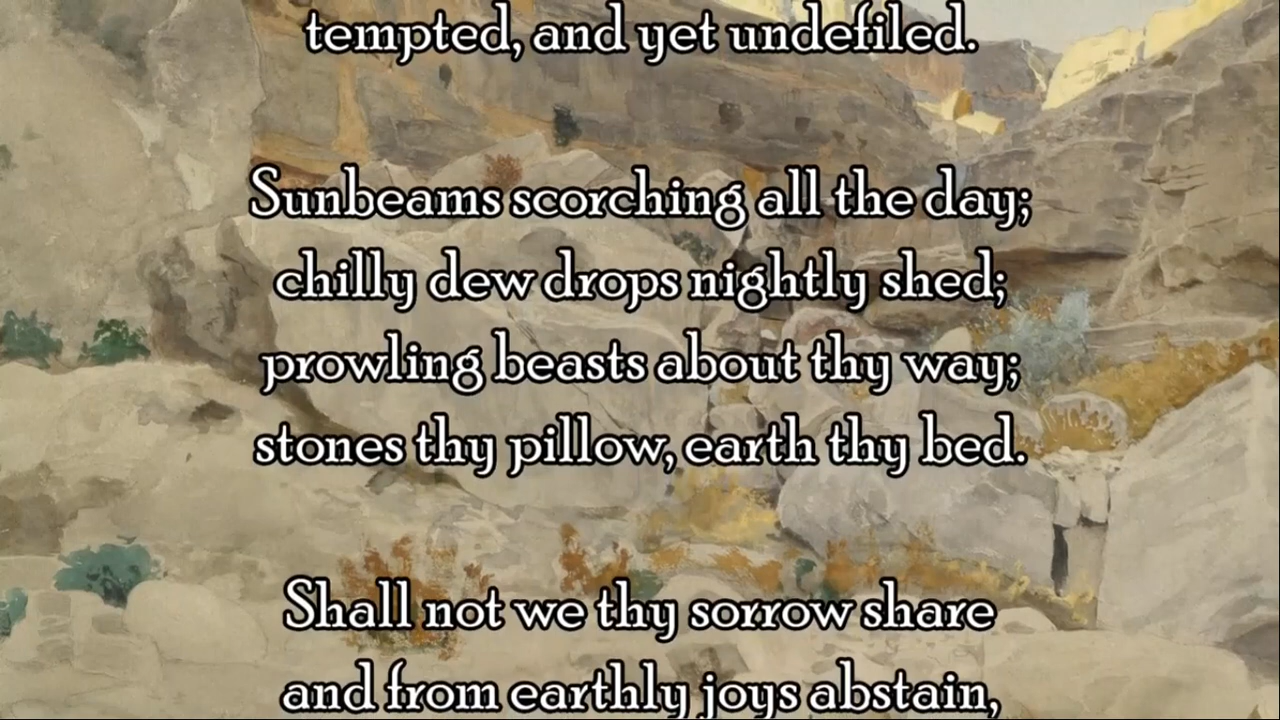 tempted, and yet undefiled.
Sunbeams scorching all the day;
chilly dew drops nightly shed;
prowling beasts about thy way;
stones thy pillow, earth thy bed.
Shall not we thy sorrow share
and from earthly joys abstain,